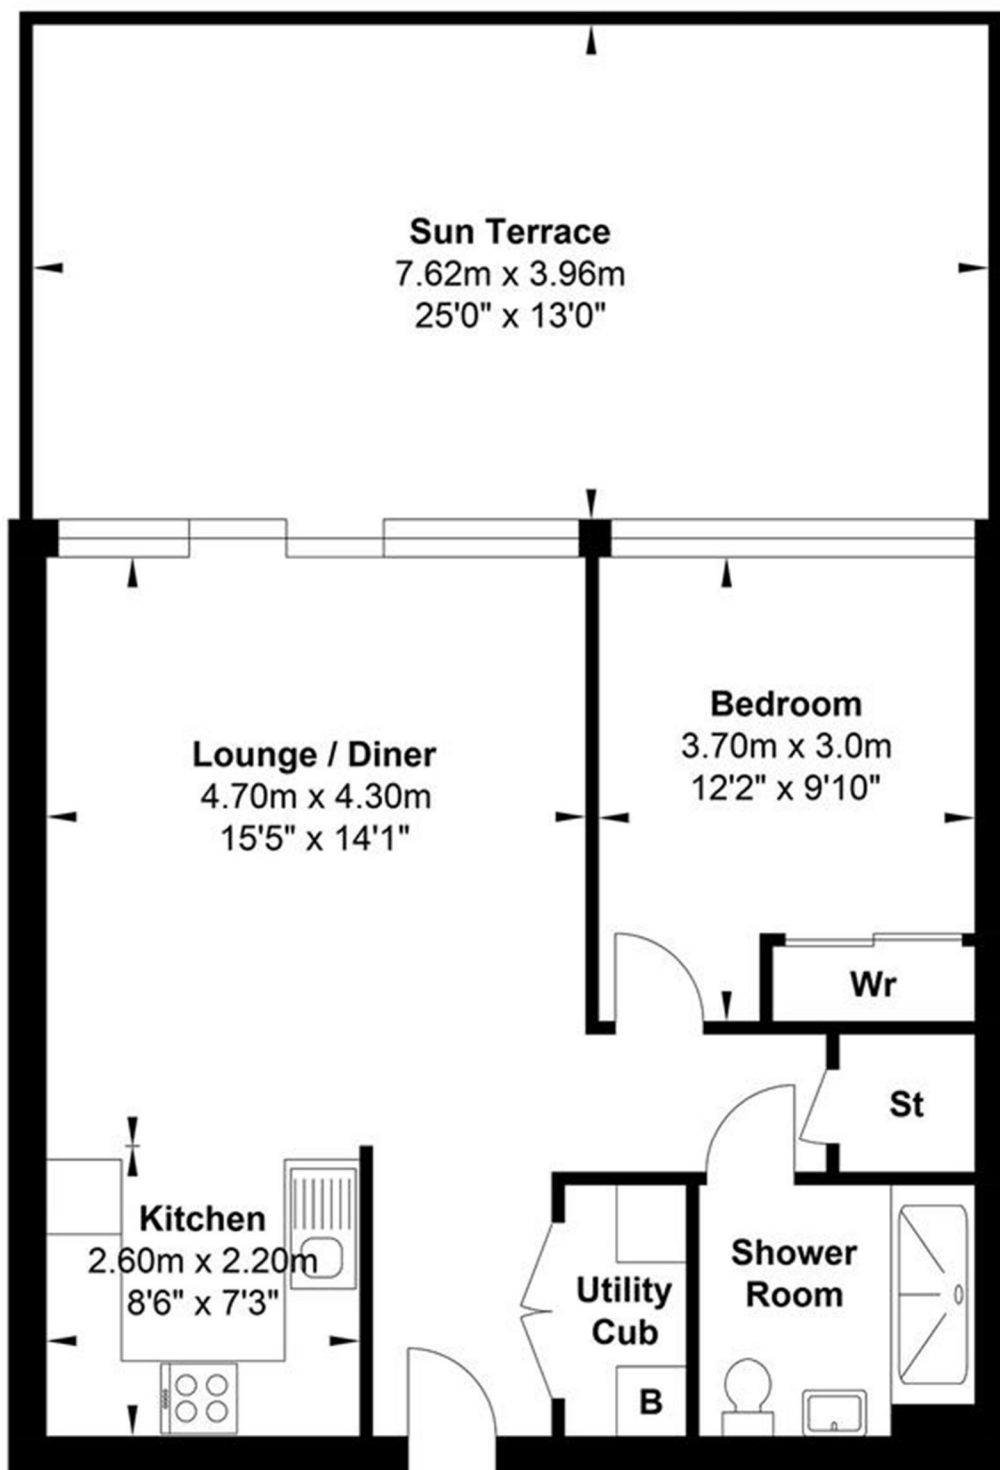 Sun Terrace
7.62m x 3.96m
25'0" x 13'0"
Lounge / Diner
4.70m x 4.30m
15'5" x 14'1"
Bedroom
3.70m x 3.0m
12'2" x 9'10"
Wr
St
Kitchen
2.60m x 2.20m
8'6" x 7'3"
Utility
Cub
B
Shower
Room